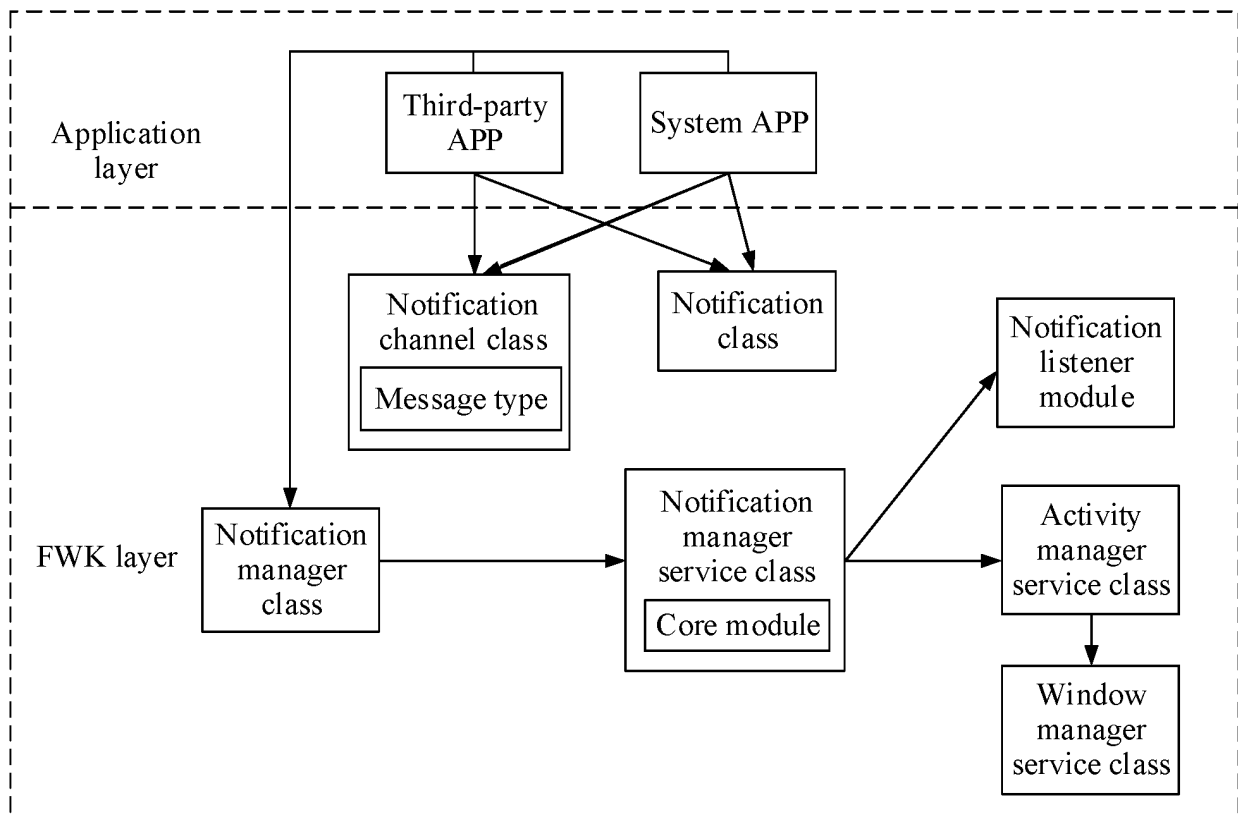 Application
layer
Third-party
APP
System APP
Notification
channel class
Message type
Notification
class
Notification
listener
module
FWK layer
Notification
manager
class
Notification
manager
service class
Core module
Activity
manager
service class
Window
manager
service class